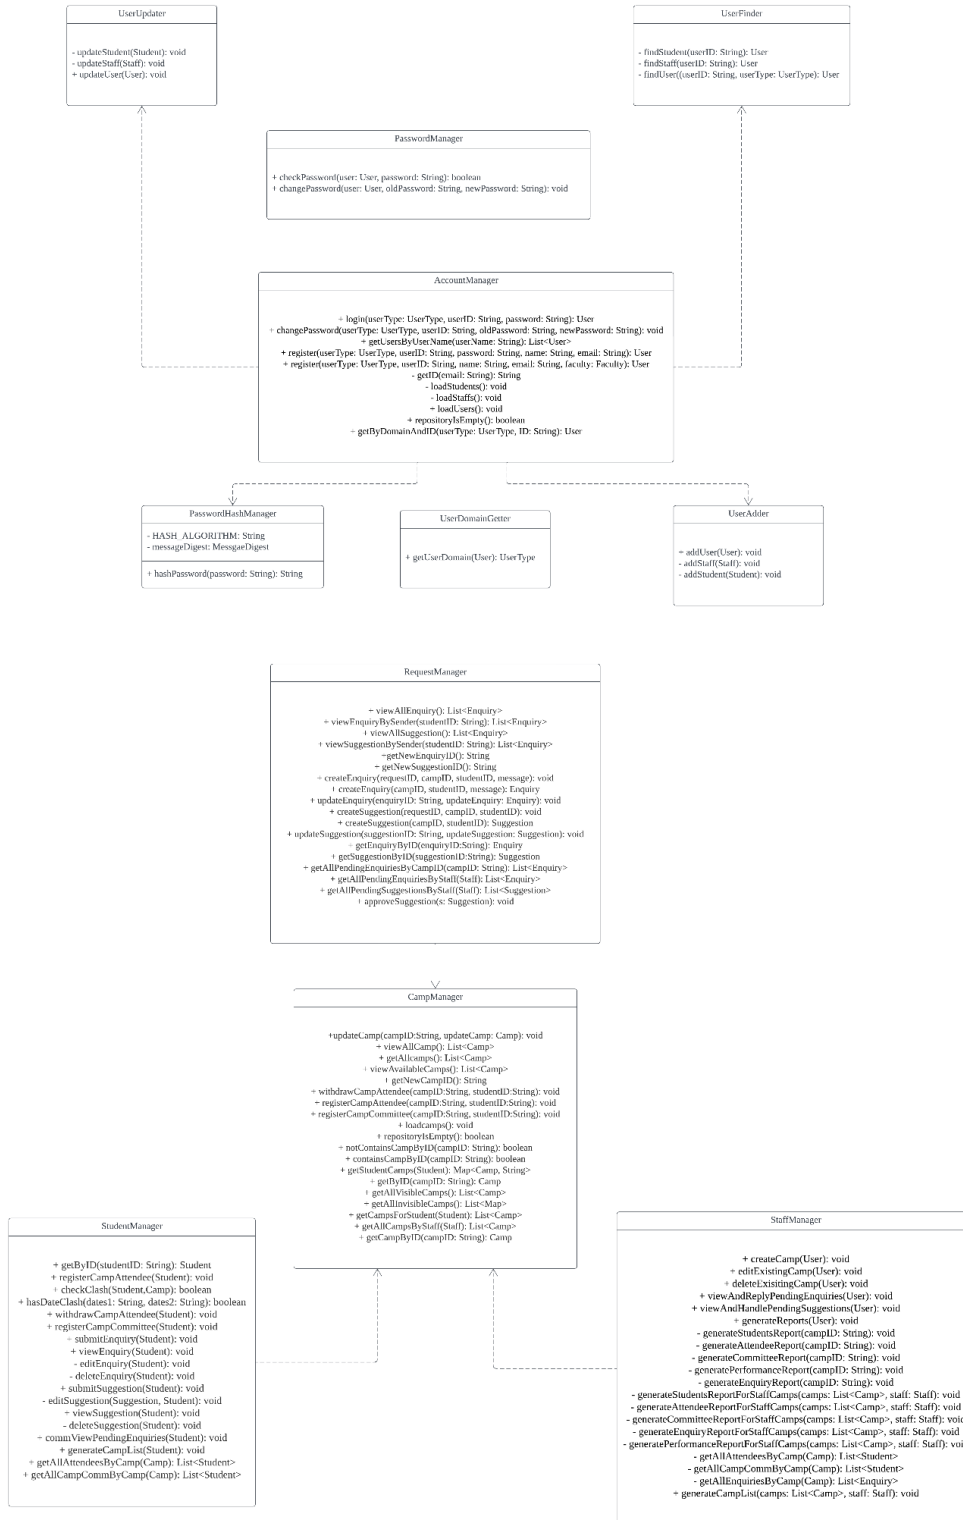 UserUpdater
- updateStudent(Student): void
- updateStaff(Staff): void
+ updateUser(User): void
UserFinder
- findStudent(userID: String): User
- findStaff(userID: String): User
- findUser((userID: String, userType: UserType): User
PasswordManager
+ checkPassword(user: User, password: String): boolean
+ changePassword(user: User, oldPassword: String, newPassword: String): void
AccountManager
+ login(userType: UserType, userID: String, password: String): User
+ changePassword(userType: UserType, userID: String, oldPassword: String, newPassword: String): void
+ getUsersByUserName(userName: String): List<User>
+ register(userType: UserType, userID: String, password: String, name: String, email: String): User
+ register(userType: UserType, userID: String, name: String, email: String, faculty: Faculty): User
- getID(email: String): String
- loadStudents(): void
- loadStaffs(): void
+ loadUsers(): void
+ repositoryIsEmpty(): boolean
+ getByDomainAndID(userType: UserType, ID: String): User
PasswordHashManager
- HASH_ALGORITHM: String
- messageDigest: MessgaeDigest
+ hashPassword(password: String): String
UserDomainGetter
+ getUserDomain(User): UserType
UserAdder
+ addUser(User): void
- addStaff(Staff): void
- addStudent(Student): void
RequestManager
+ viewAllEnquiry(): List<Enquiry>
+ viewEnquiryBySender(studentID: String): List<Enquiry>
+ viewAllSuggestion(): List<Enquiry>
+ viewSuggestionBySender(studentID: String): List<Enquiry>
+getNewEnquiryID(): String
+ getNewSuggestionID(): String
+ createEnquiry(requestID, campID, studentID, message): void
+ createEnquiry(campID, studentID, message): Enquiry
+ updateEnquiry(enquiryID: String, updateEnquiry: Enquiry): void
+ createSuggestion(requestID, campID, studentID): void
+ createSuggestion(campID, studentID): Suggestion
+ updateSuggestion(suggestionID: String, updateSuggestion: Suggestion): void
+ getEnquiryByID(enquiryID:String): Enquiry
+ getSuggestionByID(suggestionID:String): Suggestion
+ getAllPendingEnquiriesByCampID(campID: String): List<Enquiry>
+ getAllPendingEnquiriesByStaff(Staff): List<Enquiry>
+ getAllPendingSuggestionsByStaff(Staff): List<Suggestion>
+ approveSuggestion(s: Suggestion): void
CampManager
+updateCamp(campID:String, updateCamp: Camp): void
+ viewAllCamp(): List<Camp>
+ getAllcamps(): List<Camp>
+ viewAvailableCamps(): List<Camp>
+ getNewCampID(): String
+ withdrawCampAttendee(campID:String, studentID:String): void
+ registerCampAttendee(campID:String, studentID:String): void
+ registerCampCommittee(campID:String, studentID:String): void
+ loadcamps(): void
+ repositoryIsEmpty(): boolean
+ notContainsCampByID(campID: String): boolean
+ containsCampByID(campID: String): boolean
+ getStudentCamps(Student): Map<Camp, String>
+ getByID(campID: String): Camp
+ getAllVisibleCamps(): List<Camp>
+ getAllInvisibleCamps(): List<Map>
+ getCampsForStudent(Student): List<Camp>
+ getAllCampsByStaff(Staff): List<Camp>
+ getCampByID(campID: String): Camp
StudentManager
+ getByID(studentID: String): Student
+ registerCampAttendee(Student): void
+ checkClash(Student,Camp): boolean
+ hasDateClash(dates1: String, dates2: String): boolean
+ withdrawCampAttendee(Student): void
+ registerCampCommittee(Student): void
+ submitEnquiry(Student): void
+ viewEnquiry(Student): void
- editEnquiry(Student): void
- deleteEnquiry(Student): void
+ submitSuggestion(Student): void
- editSuggestion(Suggestion, Student): void
+ viewSuggestion(Student): void
- deleteSuggestion(Student): void
+ commViewPendingEnquiries(Student): void
+ generateCampList(Student): void
+ getAllAttendeesByCamp(Camp): List<Student>
+ getAllCampCommByCamp(Camp): List<Student>
StaffManager
+ createCamp(User): void
+ editExistingCamp(User): void
+ deleteExisitingCamp(User): void
+ viewAndReplyPendingEnquiries(User): void
+ viewAndHandlePendingSuggestions(User): void
+ generateReports(User): void
- generateStudentsReport(campID: String): void
- generateAttendeeReport(campID: String): void
- generateCommitteeReport(campID: String): void
- generatePerformanceReport(campID: String): void
- generateEnquiryReport(campID: String): void
- generateStudentsReportForStaffCamps(camps: List<Camp>, staff: Staff): void
- generateAttendeeReportForStaffCamps(camps: List<Camp>, staff: Staff): void
- generateCommitteeReportForStaffCamps(camps: List<Camp>, staff: Staff): void
- generateEnquiryReportForStaffCamps(camps: List<Camp>, staff: Staff): void
- generatePerformanceReportForStaffCamps(camps: List<Camp>, staff: Staff): void
- getAllAttendeesByCamp(Camp): List<Student>
- getAllCampCommByCamp(Camp): List<Student>
- getAllEnquiriesByCamp(Camp): List<Enquiry>
+ generateCampList(camps: List<Camp>, staff: Staff): void